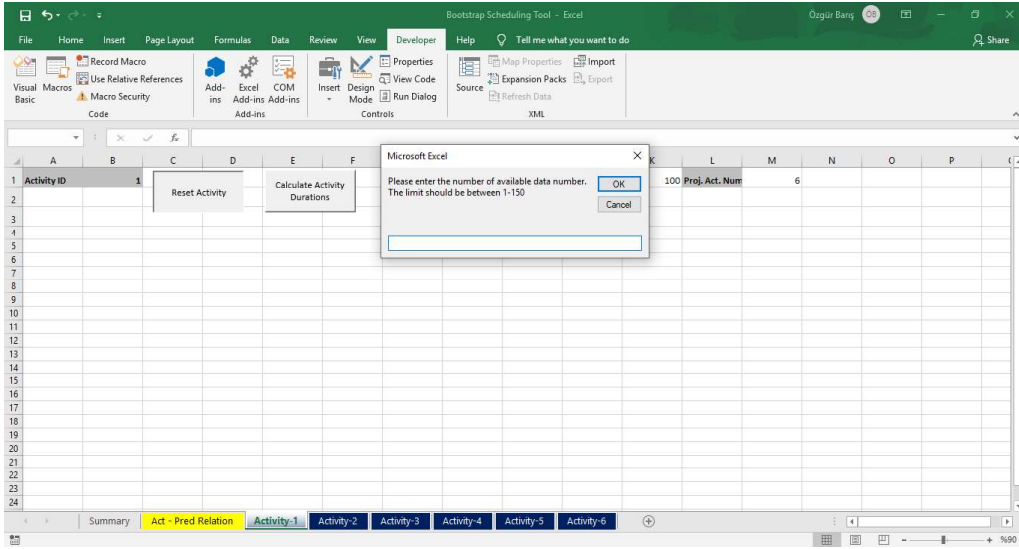 Bootstrap Scheduling Tool - Excel
Özgür Barış ÖB
File Home Insert Page Layout Formulas Data Review View Developer Help Tell me what you want to do Share
Visual Basic
Macros
Record Macro
Use Relative References
Macro Security
Code
Add-ins
Excel Add-ins
COM Add-ins
Add-ins
Insert
Design Mode
Properties
View Code
Run Dialog
Controls
Source
Map Properties
Expansion Packs
Refresh Data
Import
Export
XML
fx
A B C D E F K L M N O P
1 Activity ID 1 100 Proj. Act. Num 6
Reset Activity
Calculate Activity
Durations
Microsoft Excel
Please enter the number of available data number.
The limit should be between 1-150
OK
Cancel
2
3
4
5
6
7
8
9
10
11
12
13
14
15
16
17
18
19
20
21
22
23
24
Summary Act - Pred Relation Activity-1 Activity-2 Activity-3 Activity-4 Activity-5 Activity-6
%90